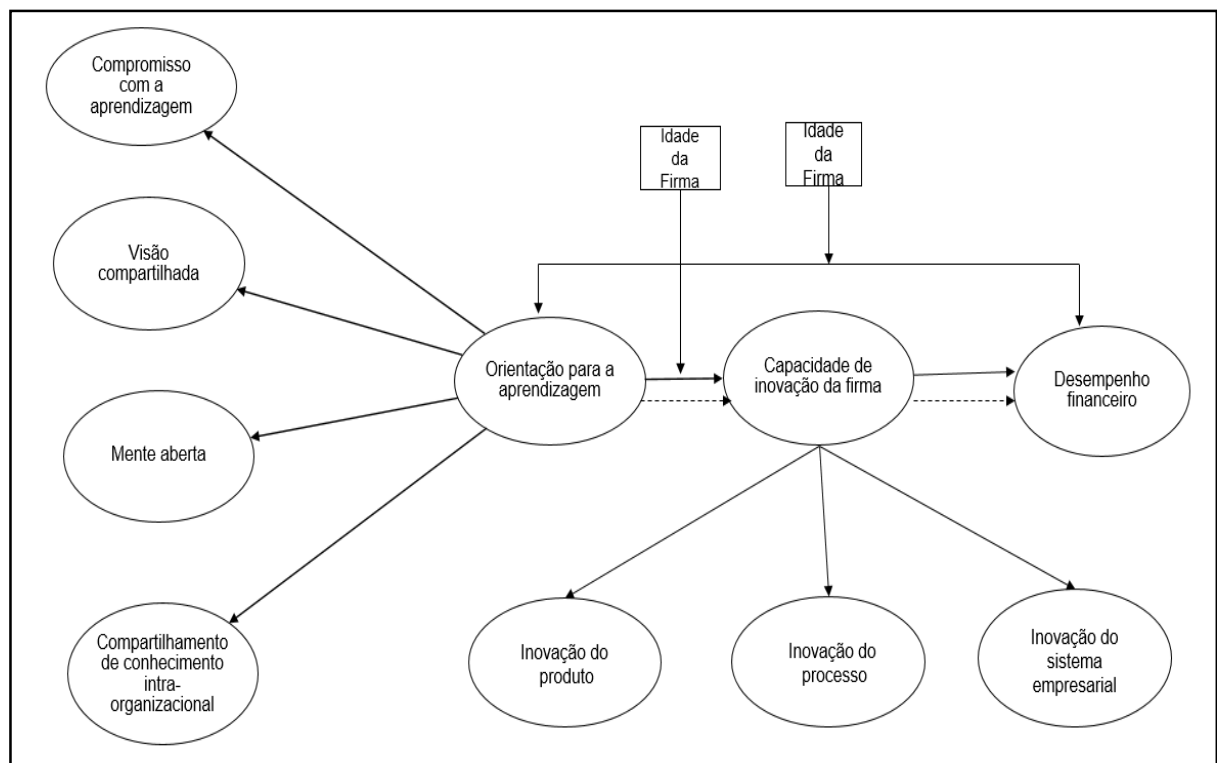 Compromisso
com a
aprendizagem
Idade
da
Firma
Idade
da
Firma
Visão
compartilhada
Orientação para a
aprendizagem
Capacidade de
inovação da firma
Desempenho
financeiro
Mente aberta
Compartilhamento
de conhecimento
intra-
organizacional
Inovação do
produto
Inovação do
processo
Inovação do
sistema
empresarial